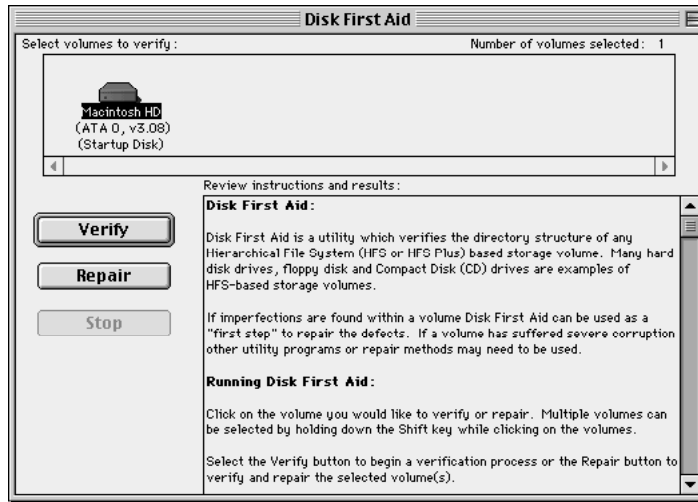 Disk First Aid
Select volumes to verify:
Number of volumes selected: 1
Macintosh HD
(ATA 0, v3.08)
(Startup Disk)
Review instructions and results:
Verify
Repair
Stop
Disk First Aid:
Disk First Aid is a utility which verifies the directory structure of any
Hierarchical File System (HFS or HFS Plus) based storage volume. Many hard
disk drives, floppy disk and Compact Disk (CD) drives are examples of
HFS-based storage volumes.
If imperfections are found within a volume Disk First Aid can be used as a
"first step" to repair the defects. If a volume has suffered severe corruption
other utility programs or repair methods may need to be used.
Running Disk First Aid:
Click on the volume you would like to verify or repair. Multiple volumes can
be selected by holding down the Shift key while clicking on the volumes.
Select the Verify button to begin a verification process or the Repair button to
verify and repair the selected volume(s).